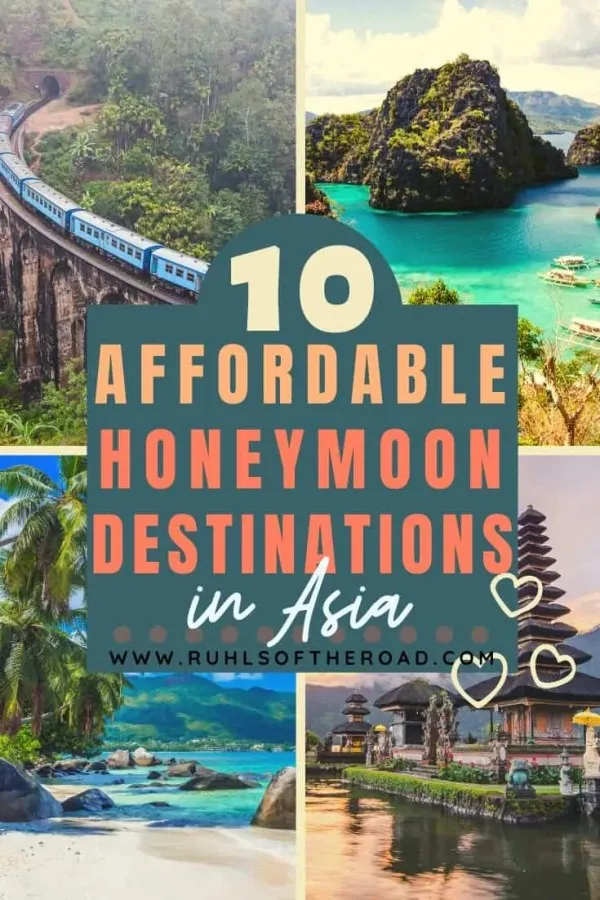 10
AFFORDABLE
HONEYMOON
DESTINATIONS
in Asia
WWW.RUHLSOFTHEROAD.COM